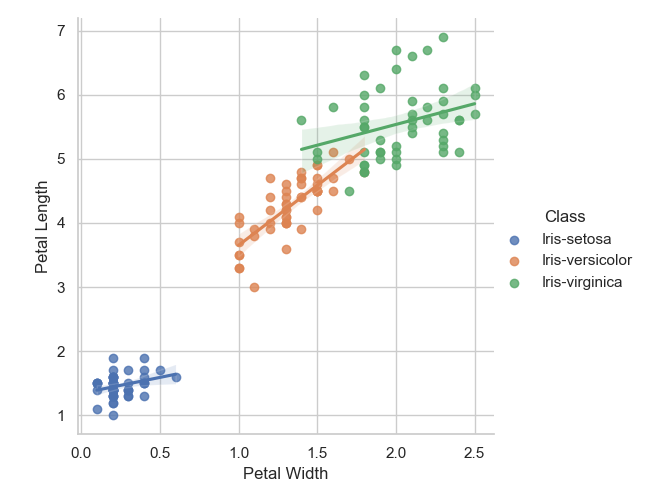 7
6
5
4
3
2
1
Petal Length
0.0 0.5 1.0 1.5 2.0 2.5
Petal Width
Class
Iris-setosa
Iris-versicolor
Iris-virginica